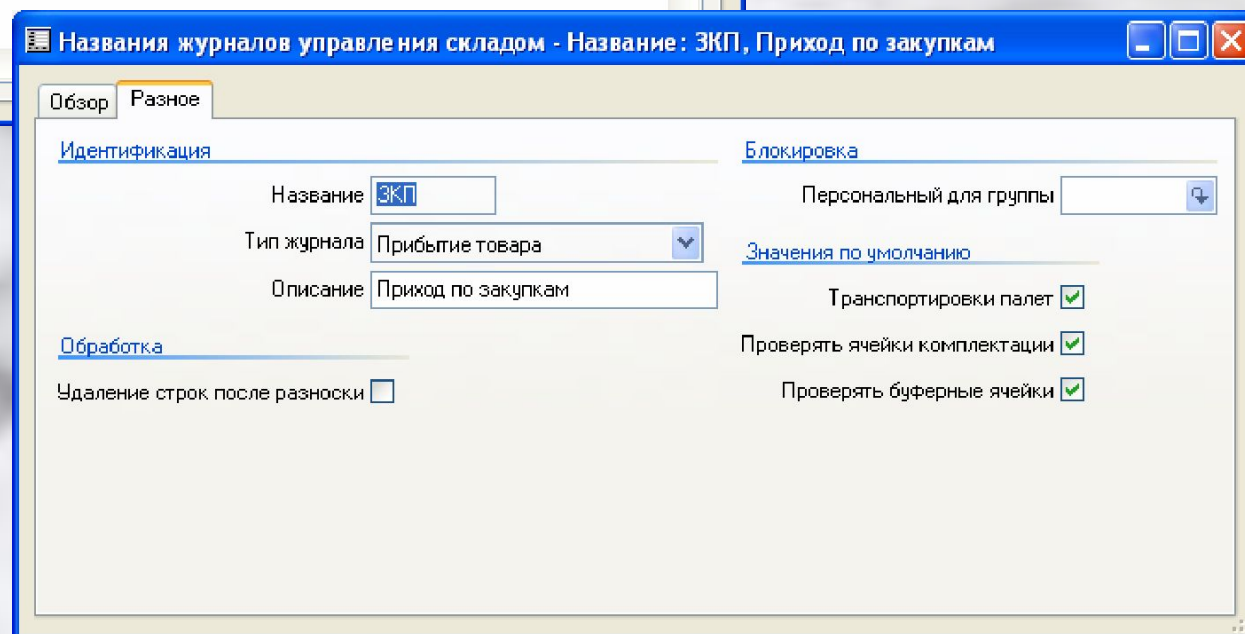 Названия журналов управления складом - Название: ЗКП, Приход по закупкам
Обзор
Разное
Идентификация
Название ЗКП
Тип журнала Прибытие товара
Описание Приход по закупкам
Обработка
Удаление строк после разноски
Блокировка
Персональный для группы
Значения по умолчанию
Транспортировки палет
Проверять ячейки комплектации
Проверять буферные ячейки